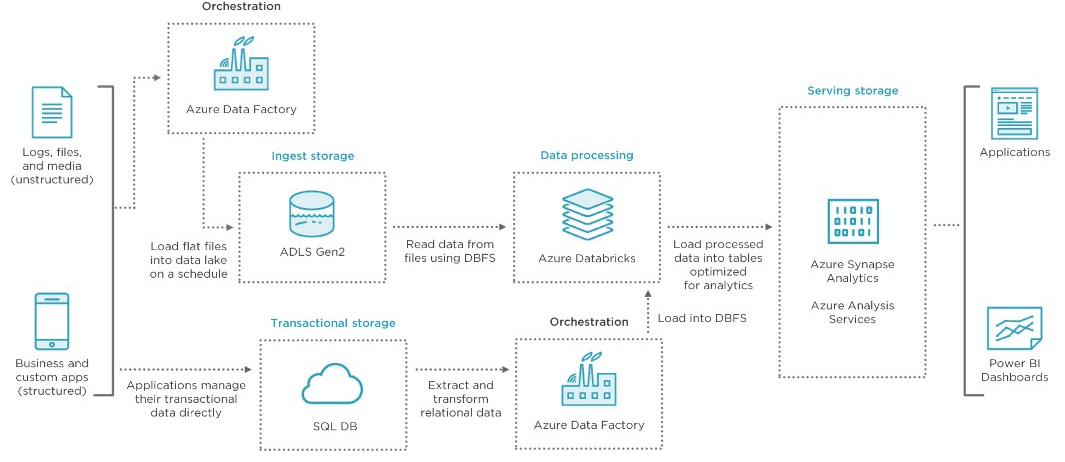 Orchestration
Azure Data Factory
Logs, files,
and media
(unstructured)
Business and
custom apps
(structured)
Ingest storage
ADLS Gen2
Load flat files
into data lake
on a schedule
Read data from
files using DBFS
Data processing
Azure Databricks
Load processed
data into tables
optimized
for analytics
Transactional storage
SQL DB
Applications manage
their transactional
data directly
Extract and
transform
relational data
Orchestration
Azure Data Factory
Load into DBFS
Serving storage
Azure Synapse
Analytics
Azure Analysis
Services
Applications
Power BI
Dashboards